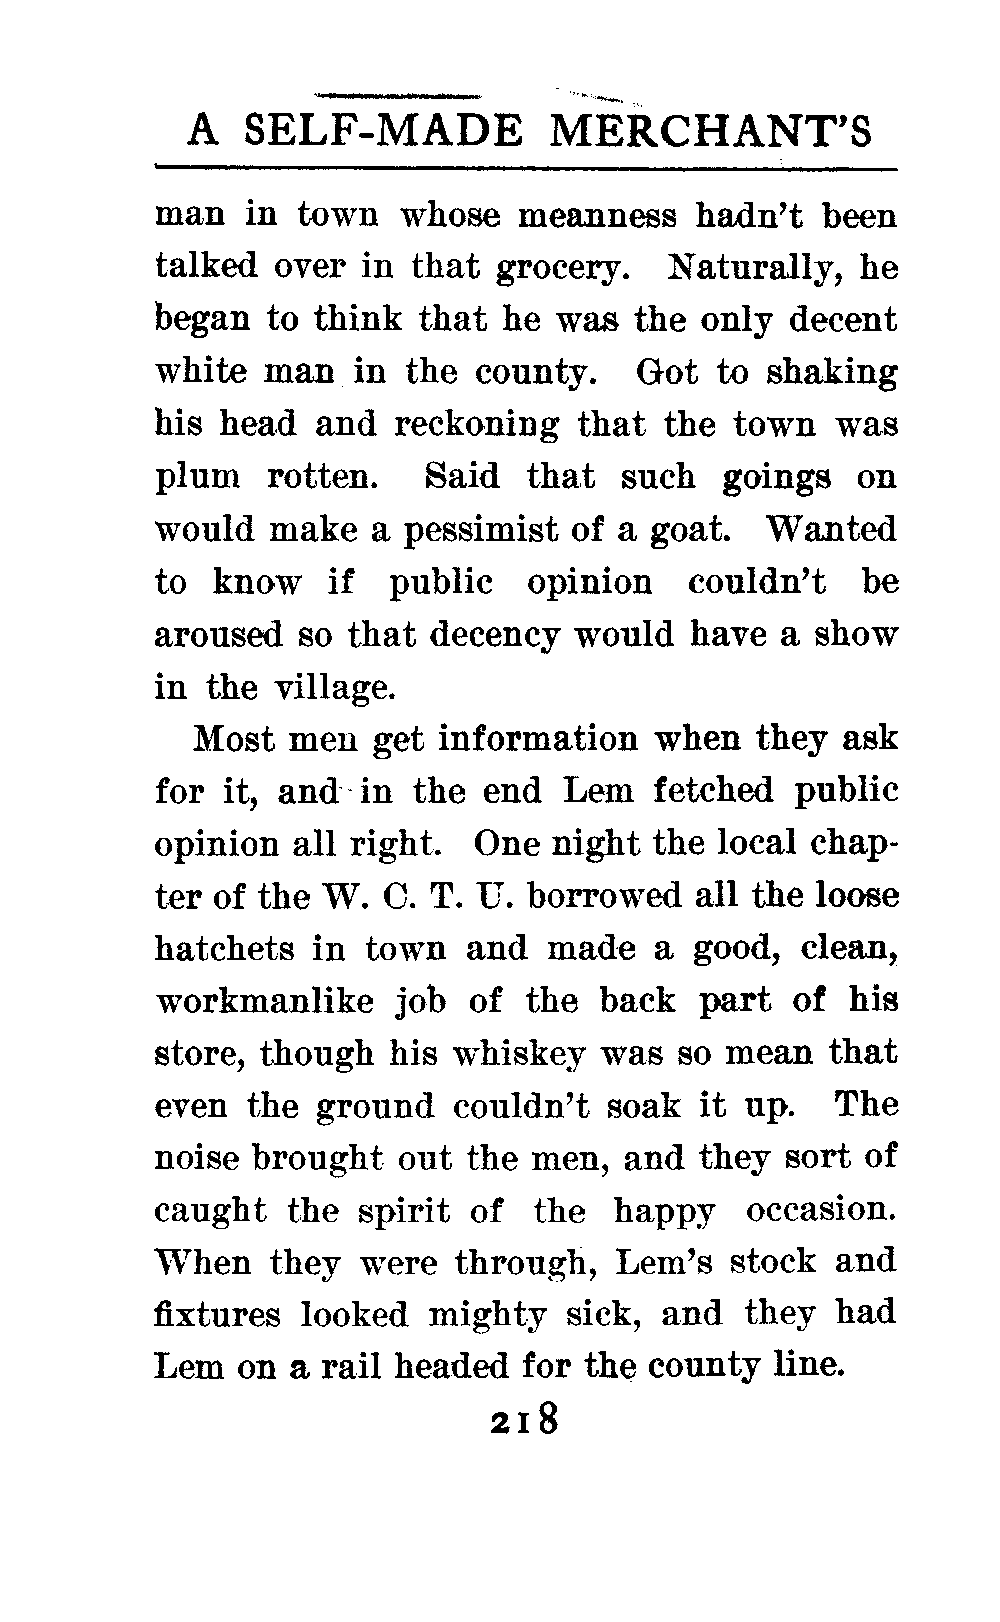 A SELF-MADE MERCHANT'S
man in town whose meanness hadn't been
talked over in that grocery. Naturally, he
began to think that he was the only decent
white man in the county. Got to shaking
his head and reckoning that the town was
plum rotten. Said that such goings on
would make a pessimist of a goat. Wanted
to know if public opinion couldn't be
aroused so that decency would have a show
in the village.
Most men get information when they ask
for it, and in the end Lem fetched public
opinion all right. One night the local chap-
ter of the W. C. T. U. borrowed all the loose
hatchets in town and made a good, clean,
workmanlike job of the back part of his
store, though his whiskey was so mean that
even the ground couldn't soak it up. The
noise brought out the men, and they sort of
caught the spirit of the happy occasion.
When they were through, Lem's stock and
fixtures looked mighty sick, and they had
Lem on a rail headed for the county line.
218